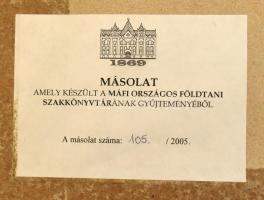 1869
MÁSOLAT
AMELY KÉSZÜLT A MÁFI ORSZÁGOS FÖLDTANI
SZAKKÖNYVTÁRÁNAK GYŰJTEMÉNYÉBŐL
A másolat száma: 105. / 2005.